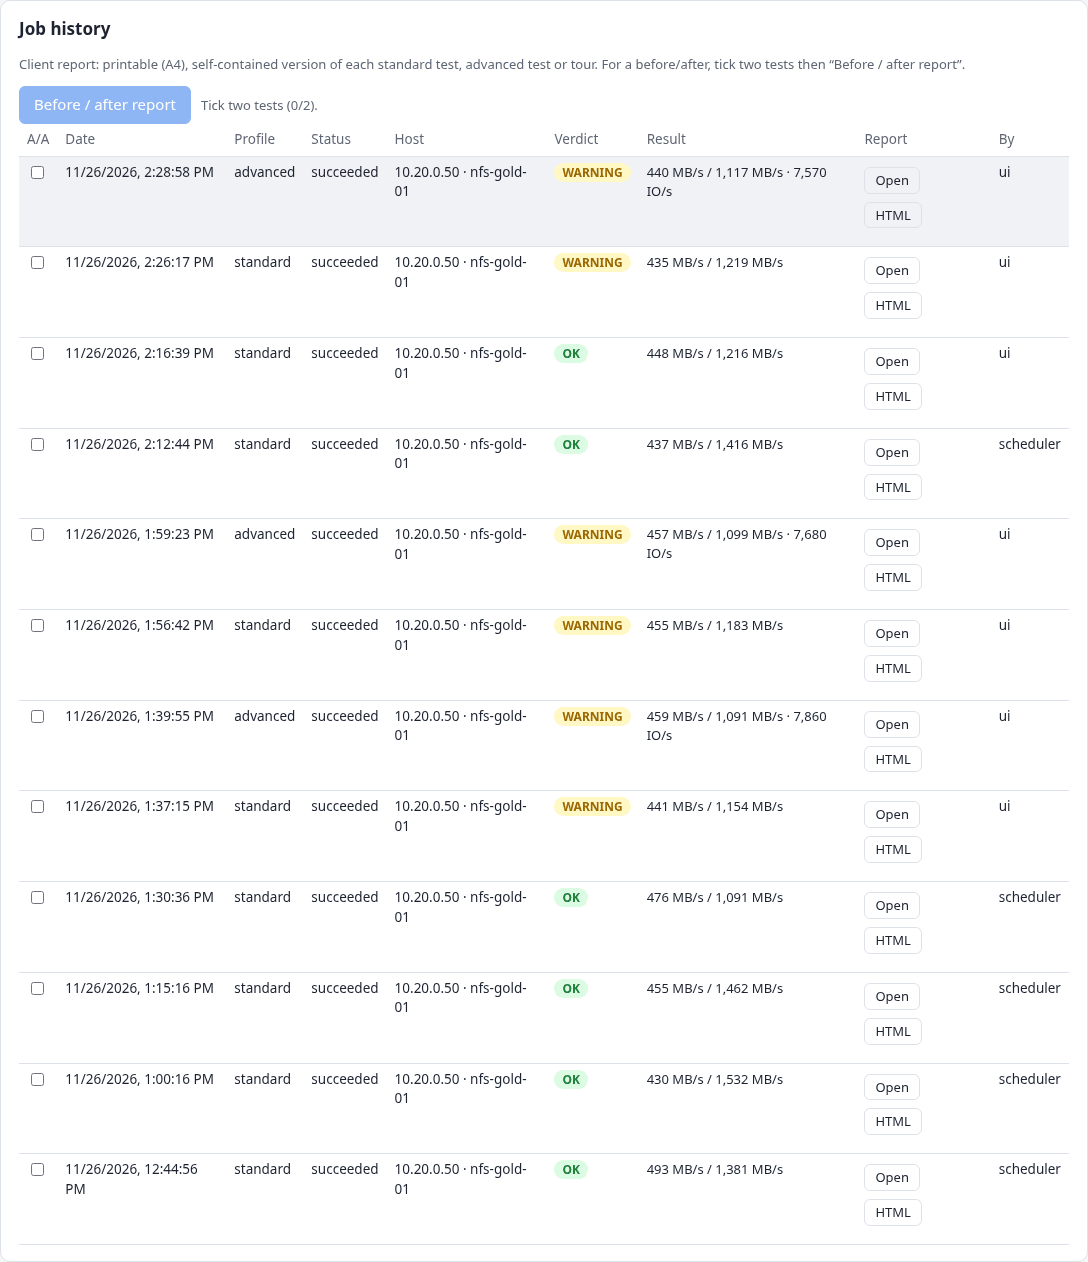 Job history
Client report: printable (A4), self-contained version of each standard test, advanced test or tour. For a before/after, tick two tests then “Before / after report”.
Before / after report Tick two tests (0/2).
A/A Date Profile Status Host Verdict Result Report By
11/26/2026, 2:28:58 PM advanced succeeded 10.20.0.50 · nfs-gold- WARNING 440 MB/s / 1,117 MB/s · 7,570 Open ui
01 IO/s
HTML
11/26/2026, 2:26:17 PM standard succeeded 10.20.0.50 · nfs-gold- WARNING 435 MB/s / 1,219 MB/s Open ui
01
HTML
11/26/2026, 2:16:39 PM standard succeeded 10.20.0.50 · nfs-gold- OK 448 MB/s / 1,216 MB/s Open ui
01
HTML
11/26/2026, 2:12:44 PM standard succeeded 10.20.0.50 · nfs-gold- OK 437 MB/s / 1,416 MB/s Open scheduler
01
HTML
11/26/2026, 1:59:23 PM advanced succeeded 10.20.0.50 · nfs-gold- WARNING 457 MB/s / 1,099 MB/s · 7,680 Open ui
01 IO/s
HTML
11/26/2026, 1:56:42 PM standard succeeded 10.20.0.50 · nfs-gold- WARNING 455 MB/s / 1,183 MB/s Open ui
01
HTML
11/26/2026, 1:39:55 PM advanced succeeded 10.20.0.50 · nfs-gold- WARNING 459 MB/s / 1,091 MB/s · 7,860 Open ui
01 IO/s
HTML
11/26/2026, 1:37:15 PM standard succeeded 10.20.0.50 · nfs-gold- WARNING 441 MB/s / 1,154 MB/s Open ui
01
HTML
11/26/2026, 1:30:36 PM standard succeeded 10.20.0.50 · nfs-gold- OK 476 MB/s / 1,091 MB/s Open scheduler
01
HTML
11/26/2026, 1:15:16 PM standard succeeded 10.20.0.50 · nfs-gold- OK 455 MB/s / 1,462 MB/s Open scheduler
01
HTML
11/26/2026, 1:00:16 PM standard succeeded 10.20.0.50 · nfs-gold- OK 430 MB/s / 1,532 MB/s Open scheduler
01
HTML
11/26/2026, 12:44:56 standard succeeded 10.20.0.50 · nfs-gold- OK 493 MB/s / 1,381 MB/s Open scheduler
PM 01
HTML